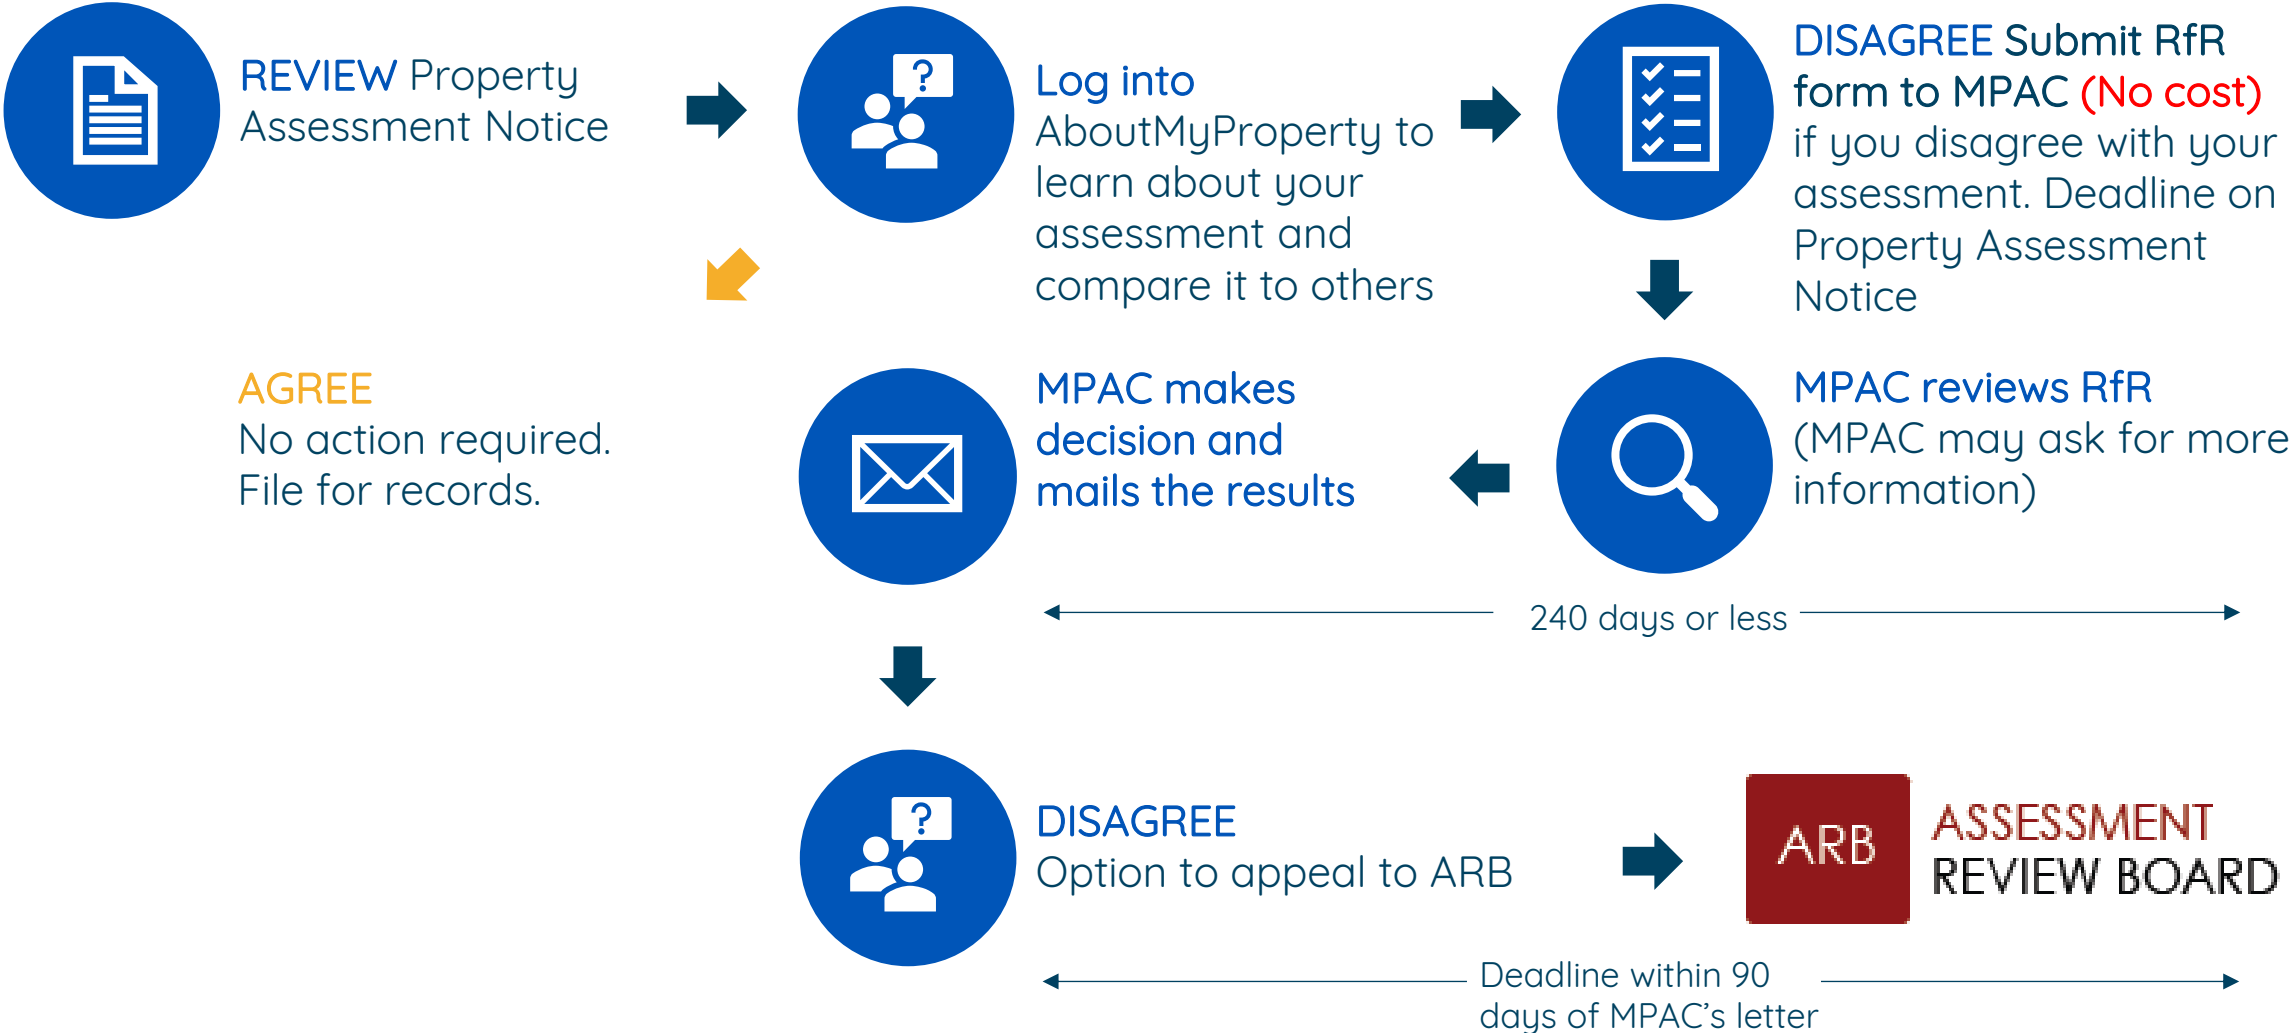 REVIEW Property
Assessment Notice
Log into
AboutMyProperty to
learn about your
assessment and
compare it to others
DISAGREE Submit RfR
form to MPAC (No cost)
if you disagree with your
assessment. Deadline on
Property Assessment
Notice
AGREE
No action required.
File for records.
MPAC makes
decision and
mails the results
MPAC reviews RfR
(MPAC may ask for more
information)
240 days or less
?
?
DISAGREE
Option to appeal to ARB
ARB
ASSESSMENT
REVIEW BOARD
Deadline within 90
days of MPAC’s letter